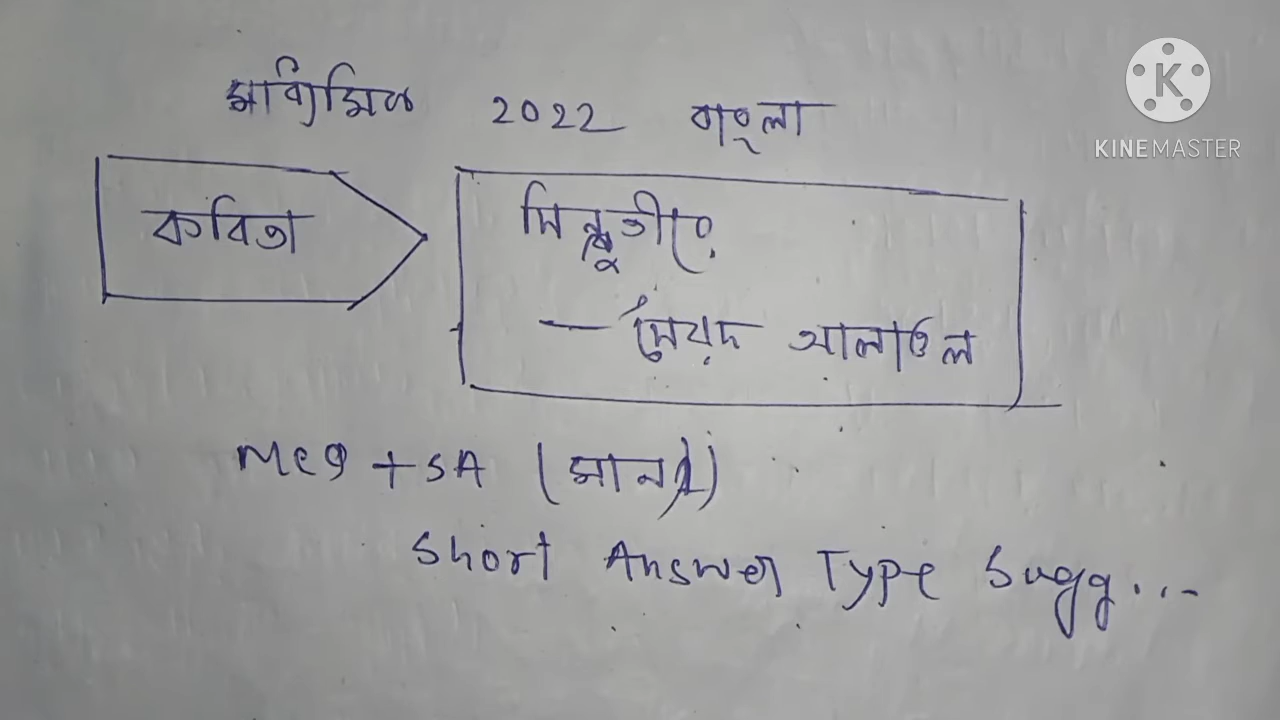 মাধ্যমিক 2022 বাংলা
K
KINEMASTER
কবিতা
সিন্ধুতীরে
— সৈয়দ আলাওল
MCQ + SA (মান 1)
Short Answer Type Sugg...